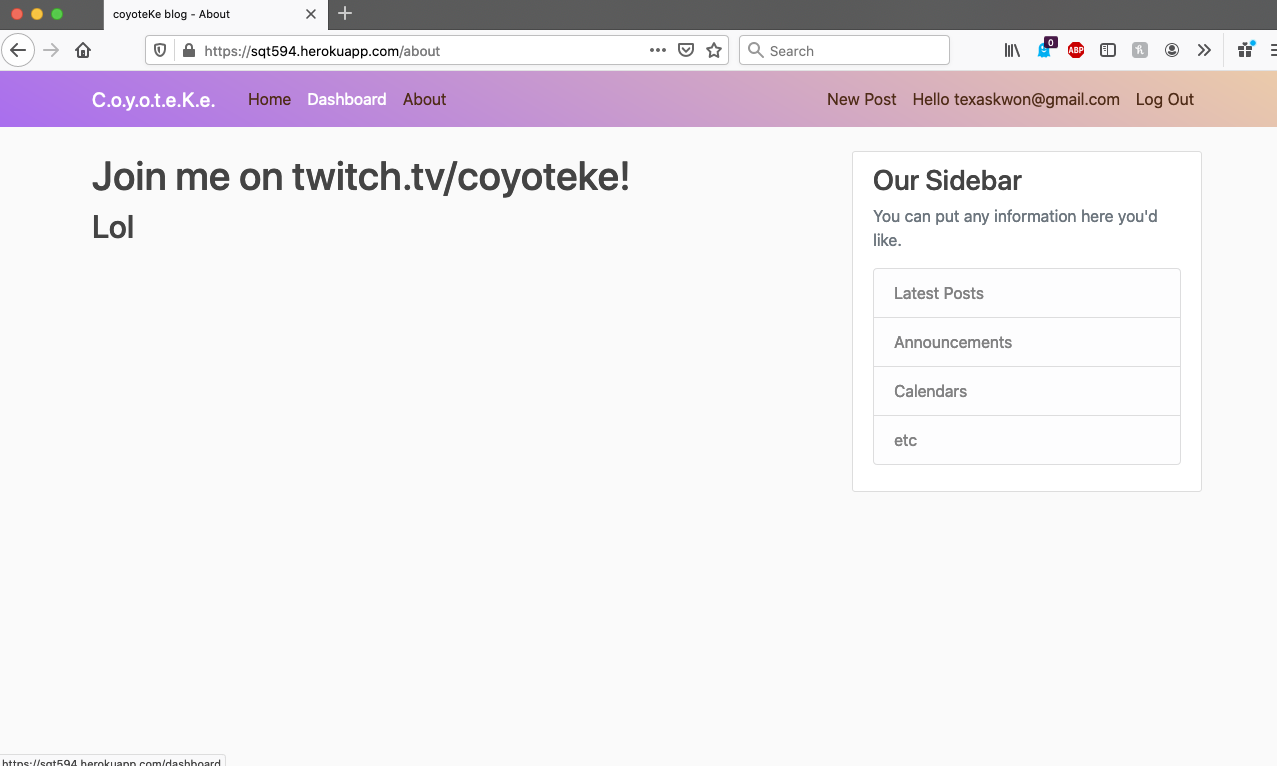 coyoteKe blog - About
https://sqt594.herokuapp.com/about
Search
0
ABP
C.o.y.o.t.e.K.e. Home Dashboard About New Post Hello texaskwon@gmail.com Log Out
Join me on twitch.tv/coyoteke!
Lol
Our Sidebar
You can put any information here you'd
like.
Latest Posts
Announcements
Calendars
etc
https://sqt594.herokuapp.com/dashboard